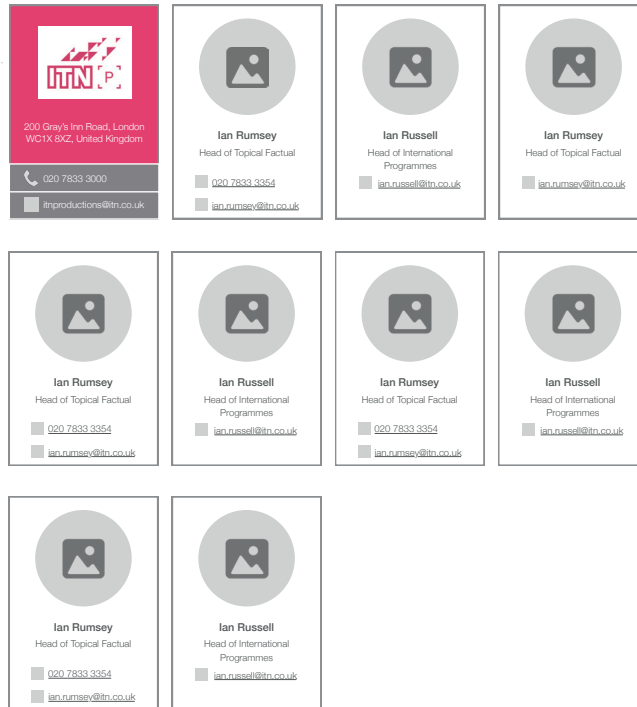 ITN P
200 Gray's Inn Road, London
WC1X 8XZ, United Kingdom
020 7833 3000
itnproductions@itn.co.uk
Ian Rumsey
Head of Topical Factual
020 7833 3354
ian.rumsey@itn.co.uk
Ian Russell
Head of International
Programmes
ian.russell@itn.co.uk
Ian Rumsey
Head of Topical Factual
ian.rumsey@itn.co.uk
Ian Rumsey
Head of Topical Factual
020 7833 3354
ian.rumsey@itn.co.uk
Ian Russell
Head of International
Programmes
ian.russell@itn.co.uk
Ian Rumsey
Head of Topical Factual
020 7833 3354
ian.rumsey@itn.co.uk
Ian Russell
Head of International
Programmes
ian.russell@itn.co.uk
Ian Rumsey
Head of Topical Factual
020 7833 3354
ian.rumsey@itn.co.uk
Ian Russell
Head of International
Programmes
ian.russell@itn.co.uk